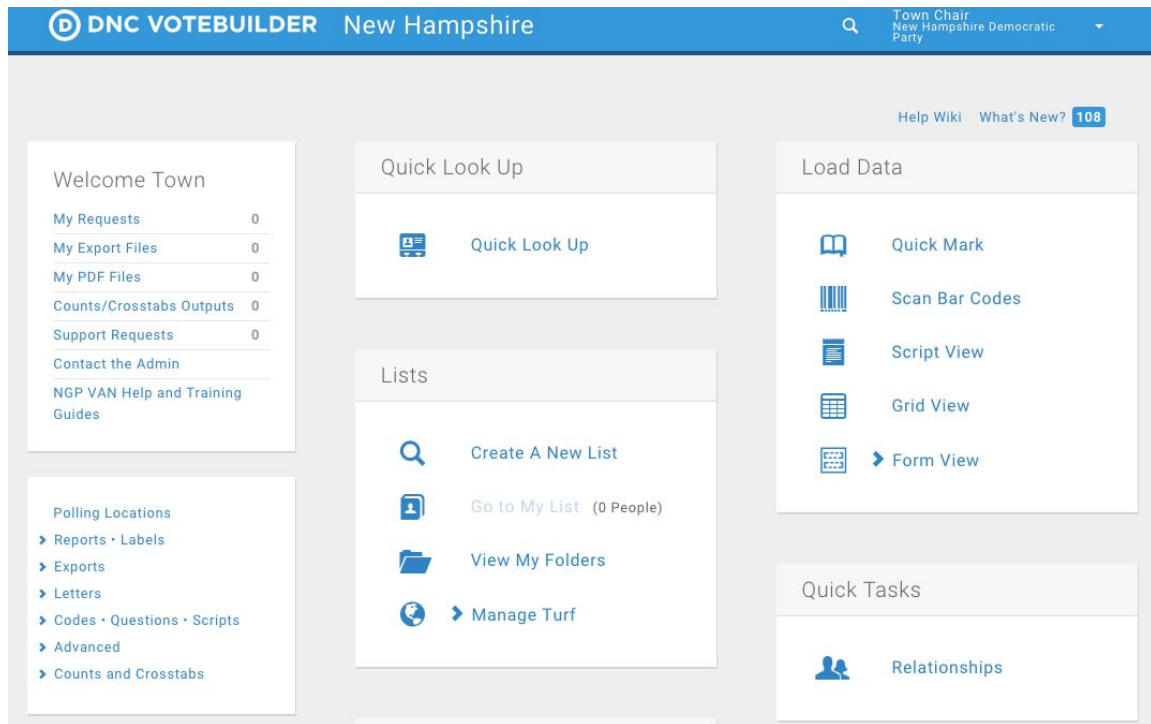 DNC VOTEBUILDER New Hampshire
Town Chair
New Hampshire Democratic
Party
Help Wiki What's New? 108
Welcome Town
My Requests 0
My Export Files 0
My PDF Files 0
Counts/Crosstabs Outputs 0
Support Requests 0
Contact the Admin
NGP VAN Help and Training
Guides
Polling Locations
Reports • Labels
Exports
Letters
Codes • Questions • Scripts
Advanced
Counts and Crosstabs
Quick Look Up
Quick Look Up
Lists
Create A New List
Go to My List (0 People)
View My Folders
Manage Turf
Load Data
Quick Mark
Scan Bar Codes
Script View
Grid View
Form View
Quick Tasks
Relationships